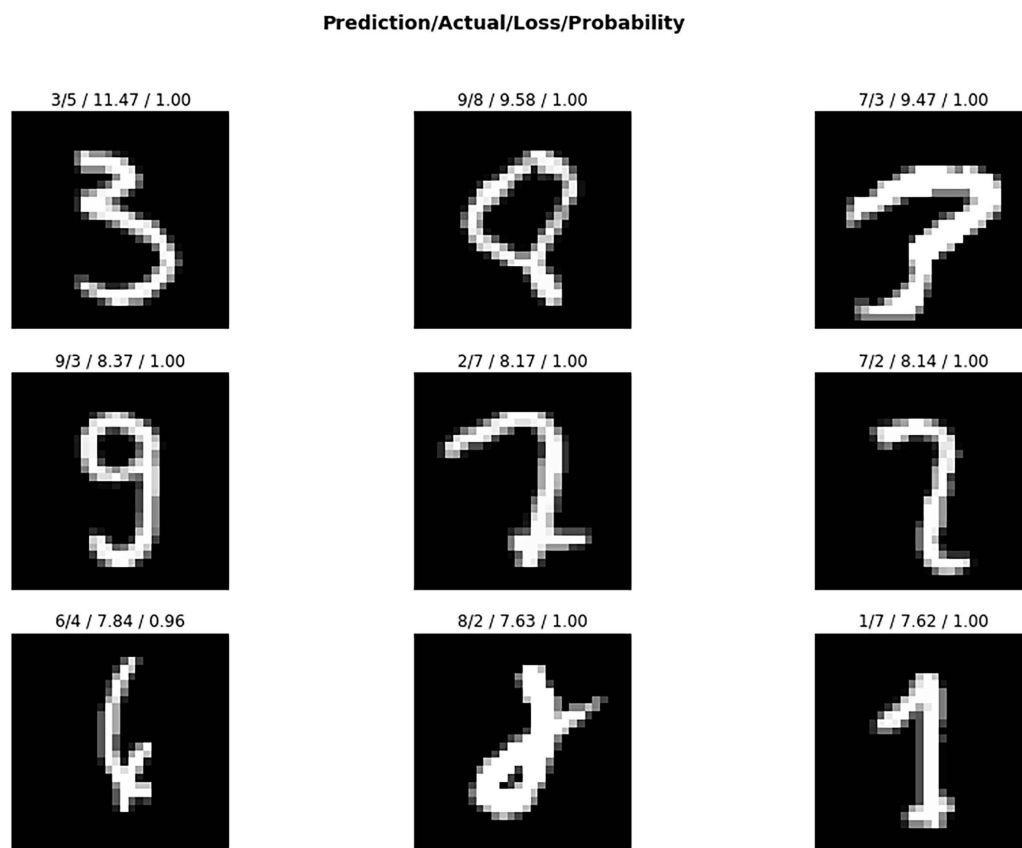 Prediction/Actual/Loss/Probability
3/5 / 11.47 / 1.00
9/8 / 9.58 / 1.00
7/3 / 9.47 / 1.00
9/3 / 8.37 / 1.00
2/7 / 8.17 / 1.00
7/2 / 8.14 / 1.00
6/4 / 7.84 / 0.96
8/2 / 7.63 / 1.00
1/7 / 7.62 / 1.00